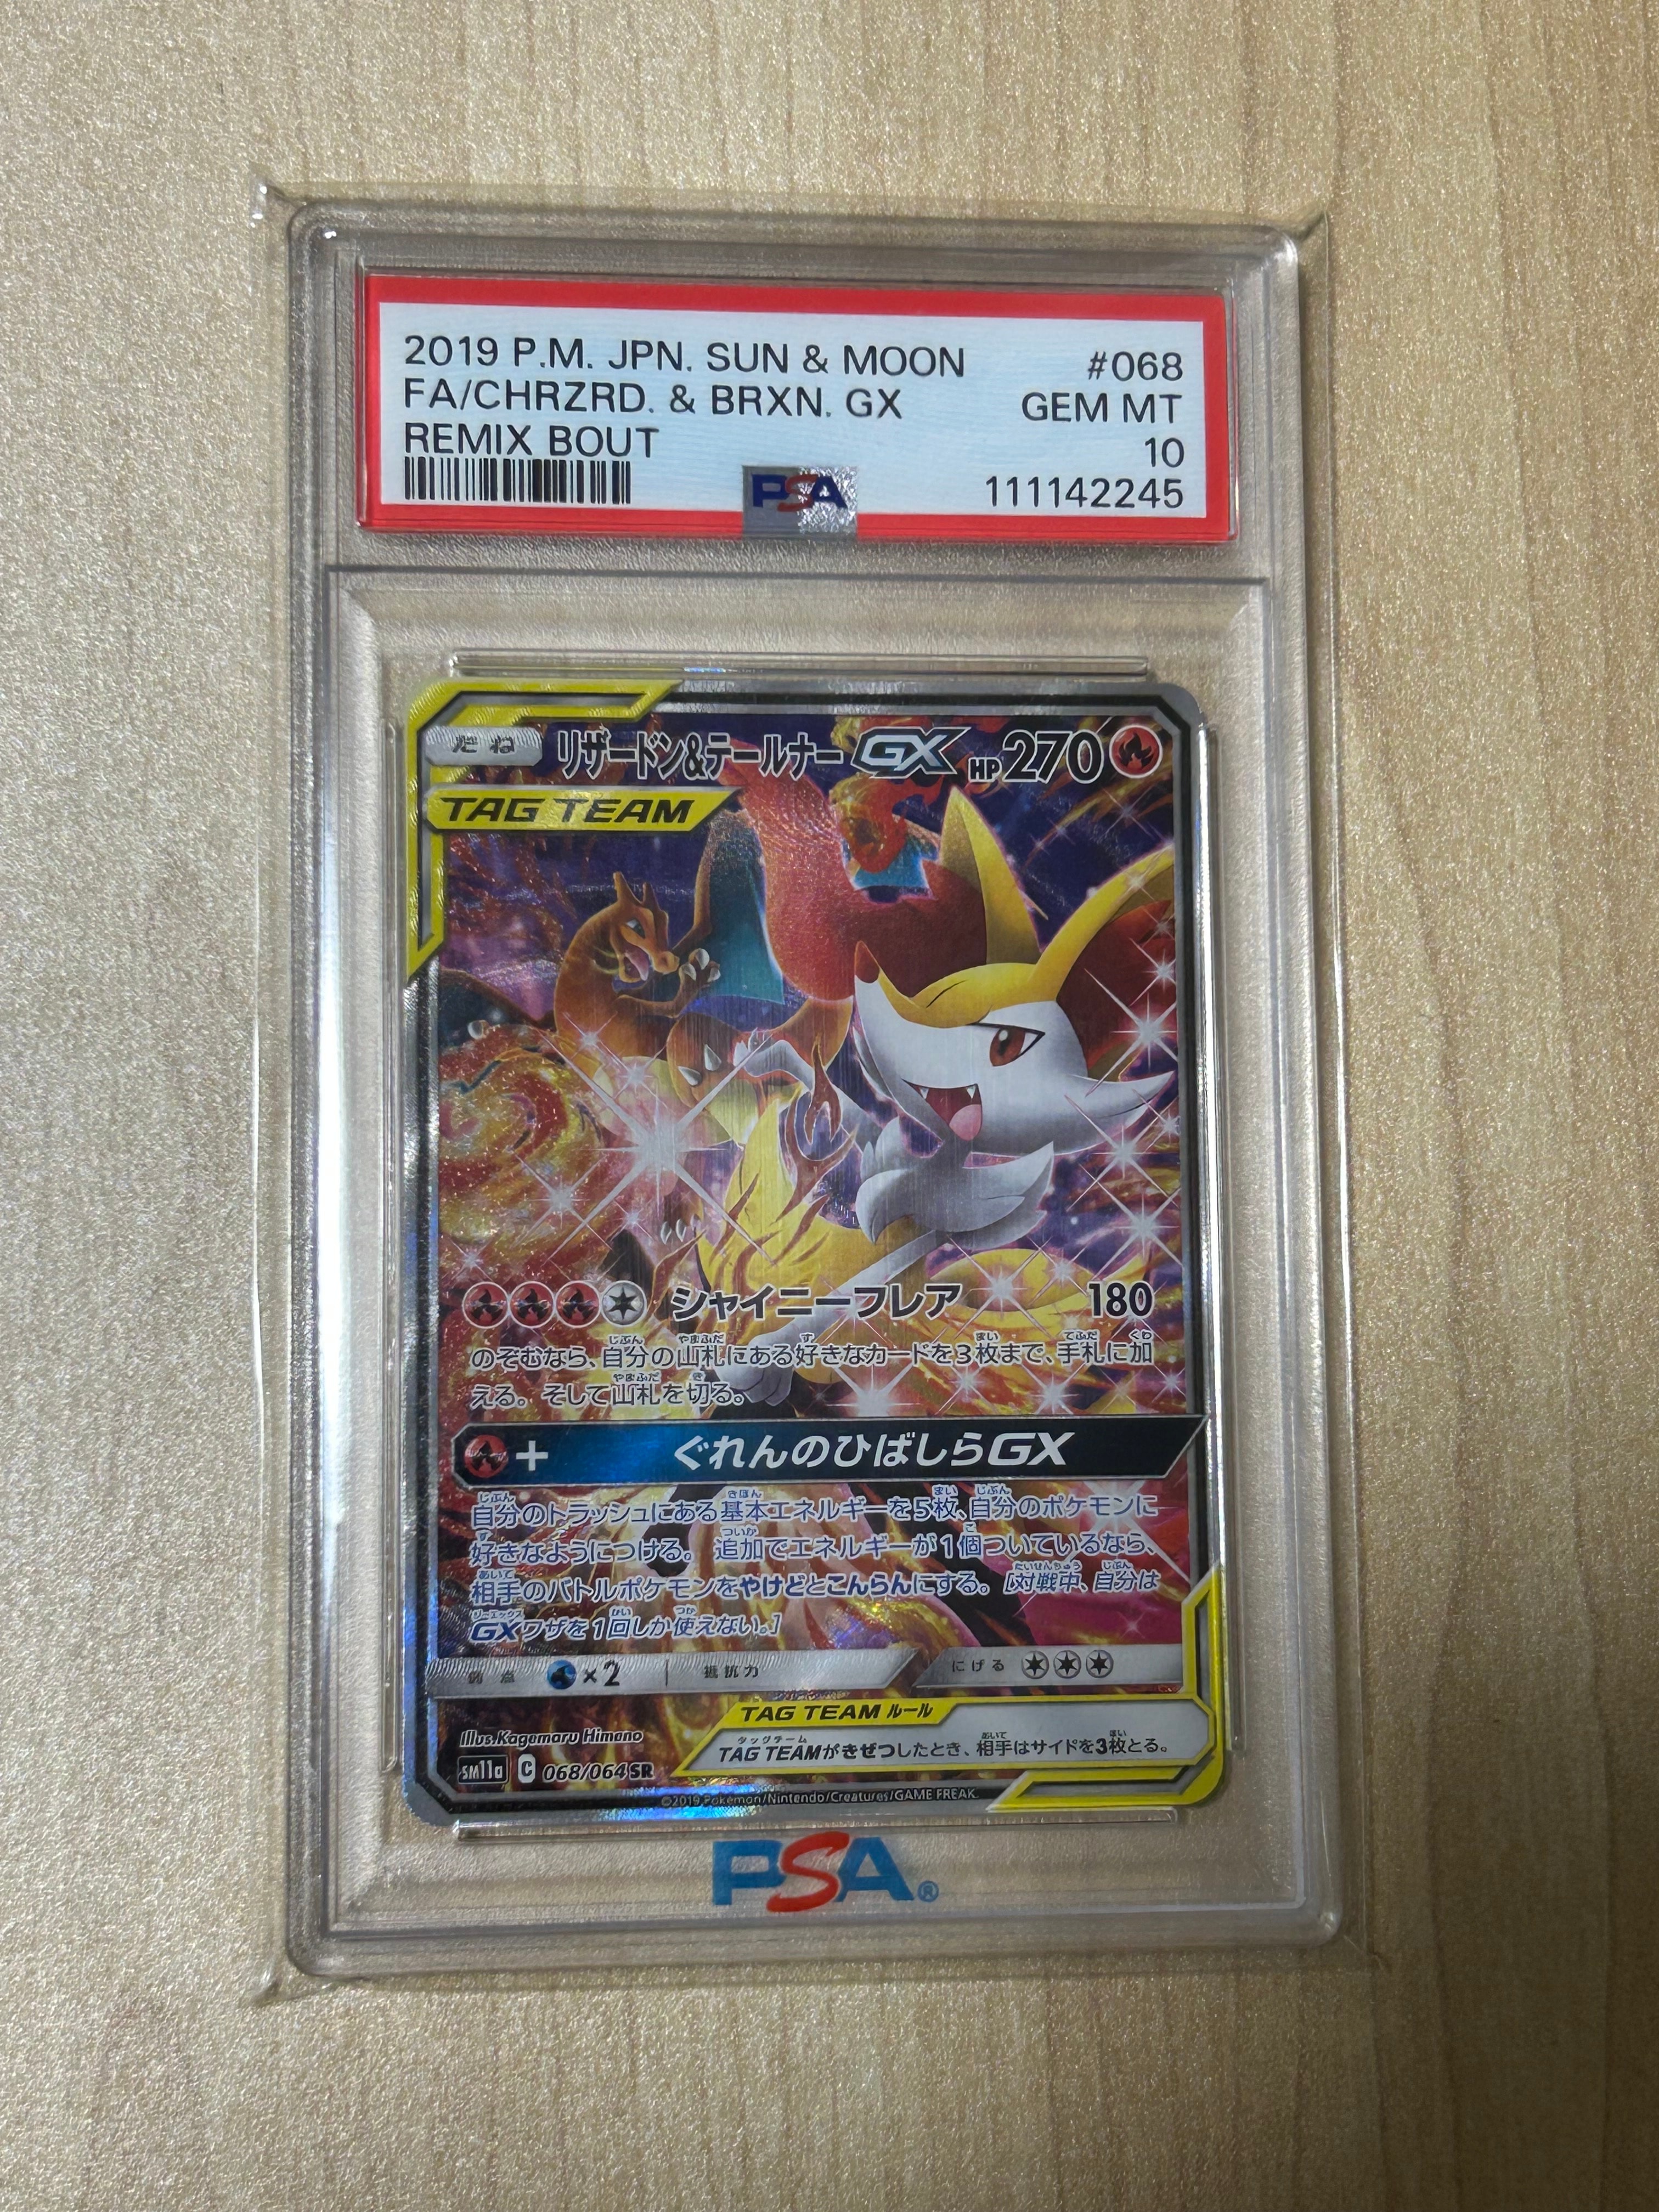 2019 P.M. JPN. SUN & MOON #068
FA/CHRZRD. & BRXN. GX GEM MT
REMIX BOUT 10
PSA 111142245
たね リザードン&テールナーGX HP270
TAG TEAM
シャイニーフレア 180
のぞむなら、自分の山札にある好きなカードを3枚まで、手札に加
える。そして山札を切る。
+ ぐれんのひばしらGX
自分のトラッシュにある基本エネルギーを5枚、自分のポケモンに
好きなようにつける。追加でエネルギーが1個ついているなら、
相手のバトルポケモンをやけどとこんらんにする。[対戦中、自分は
GXワザを1回しか使えない。]
弱点 ×2 抵抗力 にげる
TAG TEAM ルール
Illus.Kagemaru Himeno
TAG TEAMがきぜつしたとき、相手はサイドを3枚とる。
SM11a C 068/064 SR
©2019 Pokémon/Nintendo/Creatures/GAME FREAK.
PSA®